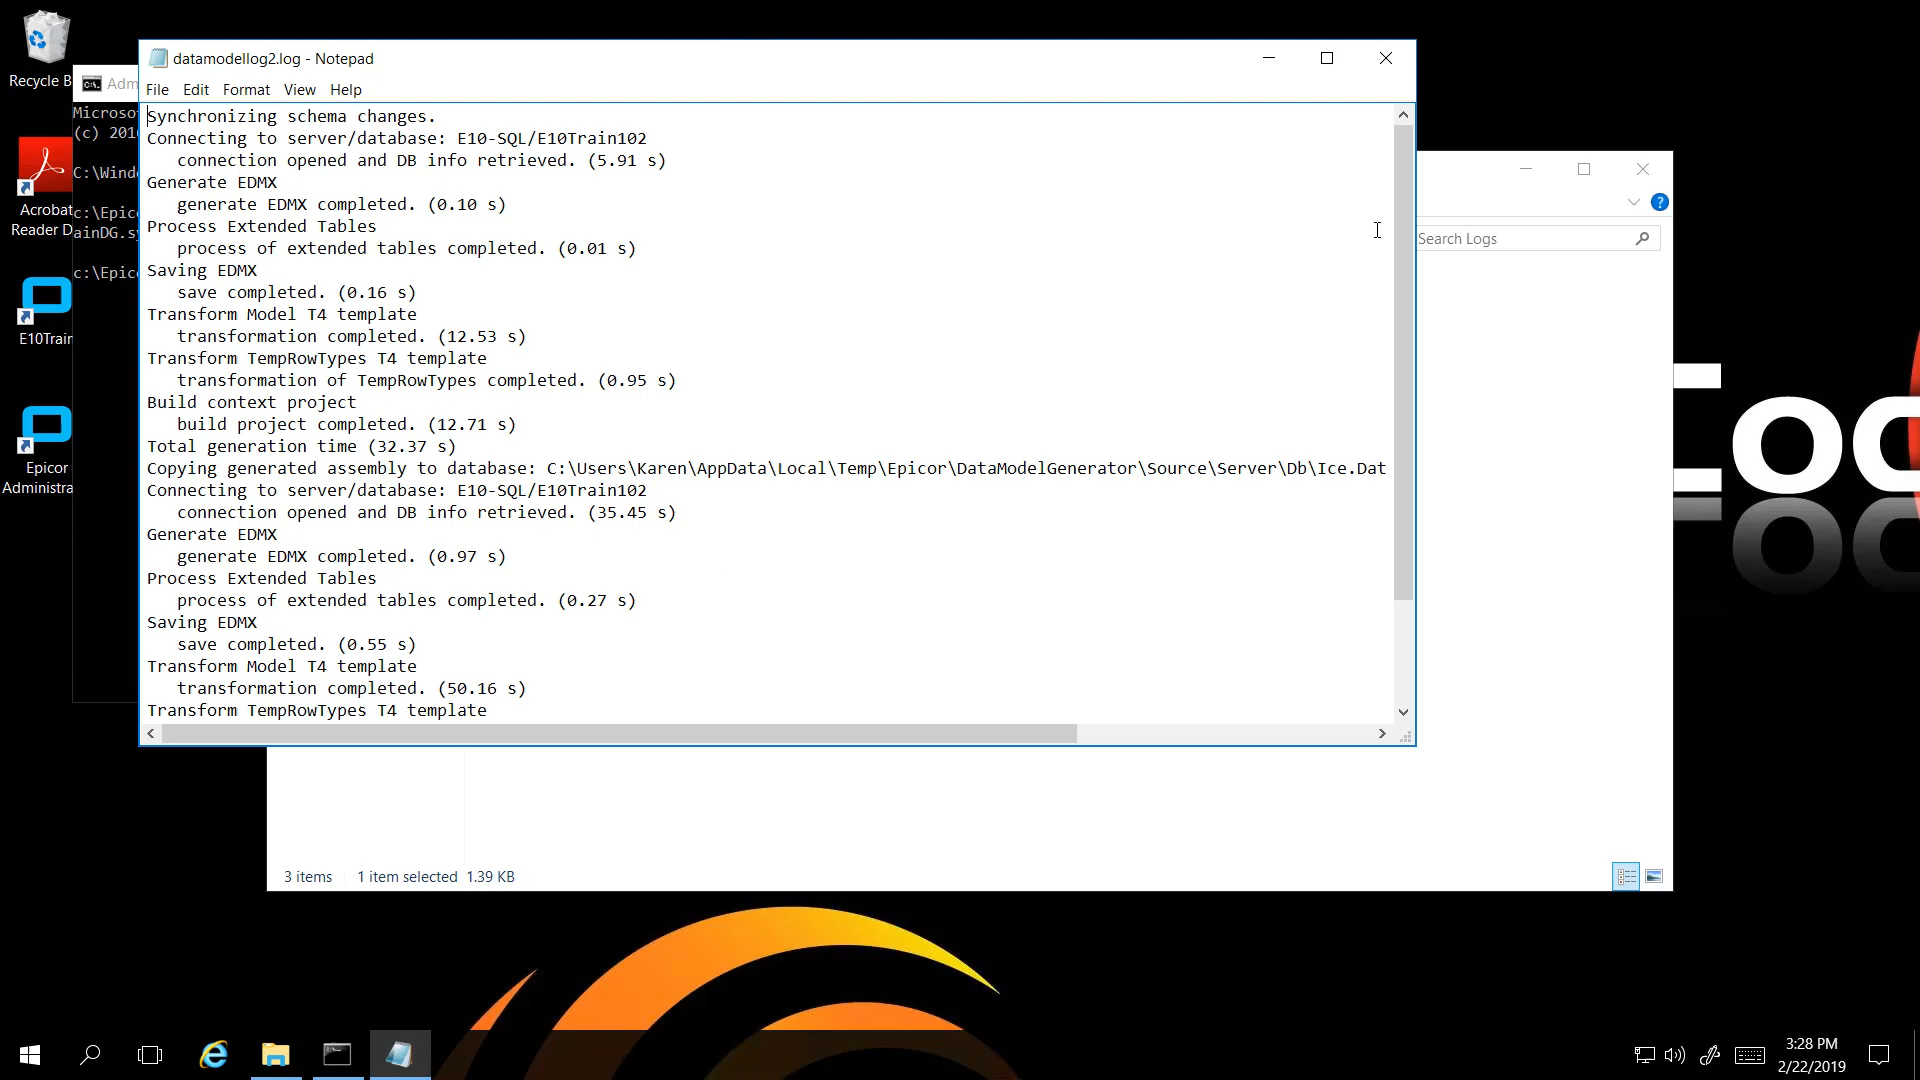 Recycle B
Acrobat
Reader D
E10Train
Epicor
Administra
Adm
Microso
(c) 201
C:\Wind
c:\Epic
ainDG.sy
c:\Epic
datamodellog2.log - Notepad
File Edit Format View Help
Synchronizing schema changes.
Connecting to server/database: E10-SQL/E10Train102
connection opened and DB info retrieved. (5.91 s)
Generate EDMX
generate EDMX completed. (0.10 s)
Process Extended Tables
process of extended tables completed. (0.01 s)
Saving EDMX
save completed. (0.16 s)
Transform Model T4 template
transformation completed. (12.53 s)
Transform TempRowTypes T4 template
transformation of TempRowTypes completed. (0.95 s)
Build context project
build project completed. (12.71 s)
Total generation time (32.37 s)
Copying generated assembly to database: C:\Users\Karen\AppData\Local\Temp\Epicor\DataModelGenerator\Source\Server\Db\Ice.Dat
Connecting to server/database: E10-SQL/E10Train102
connection opened and DB info retrieved. (35.45 s)
Generate EDMX
generate EDMX completed. (0.97 s)
Process Extended Tables
process of extended tables completed. (0.27 s)
Saving EDMX
save completed. (0.55 s)
Transform Model T4 template
transformation completed. (50.16 s)
Transform TempRowTypes T4 template
Search Logs
3 items 1 item selected 1.39 KB
3:28 PM
2/22/2019